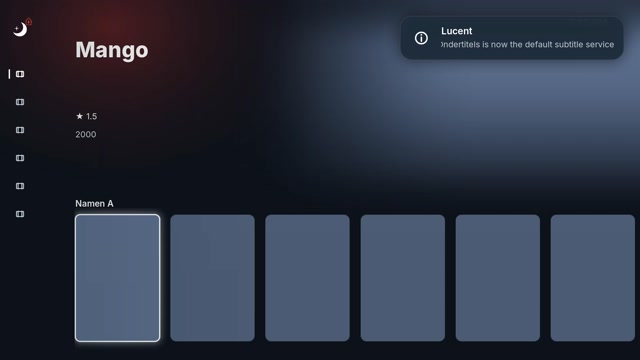 Lucent
Ondertitels is now the default subtitle service
Mango
★ 1.5
2000
Namen A